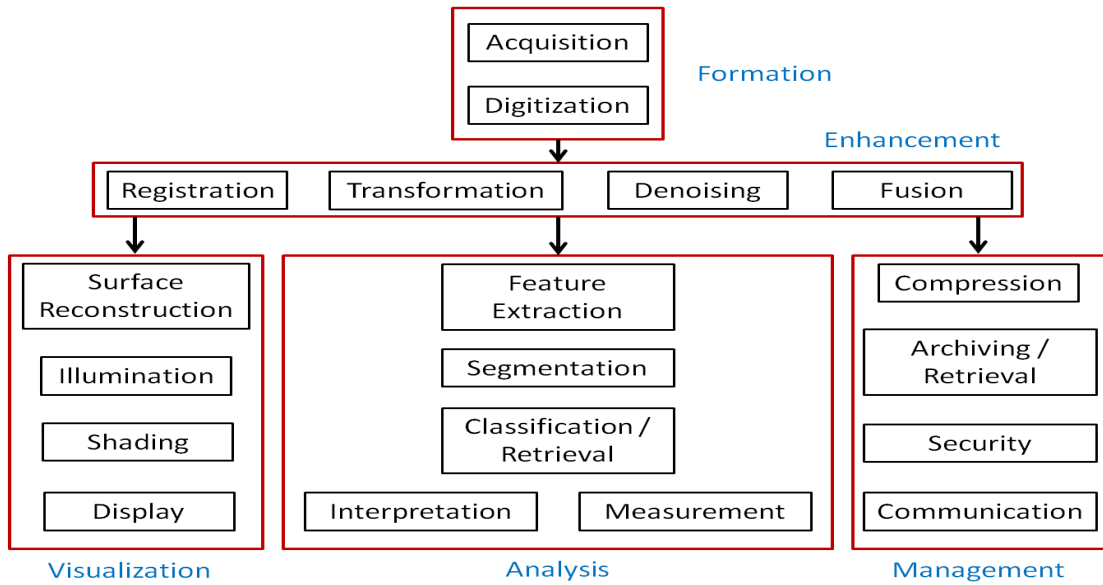 Acquisition
Formation
Digitization
Enhancement
Registration
Transformation
Denoising
Fusion
Surface
Reconstruction
Illumination
Shading
Display
Visualization
Feature
Extraction
Segmentation
Classification /
Retrieval
Interpretation
Measurement
Analysis
Compression
Archiving /
Retrieval
Security
Communication
Management